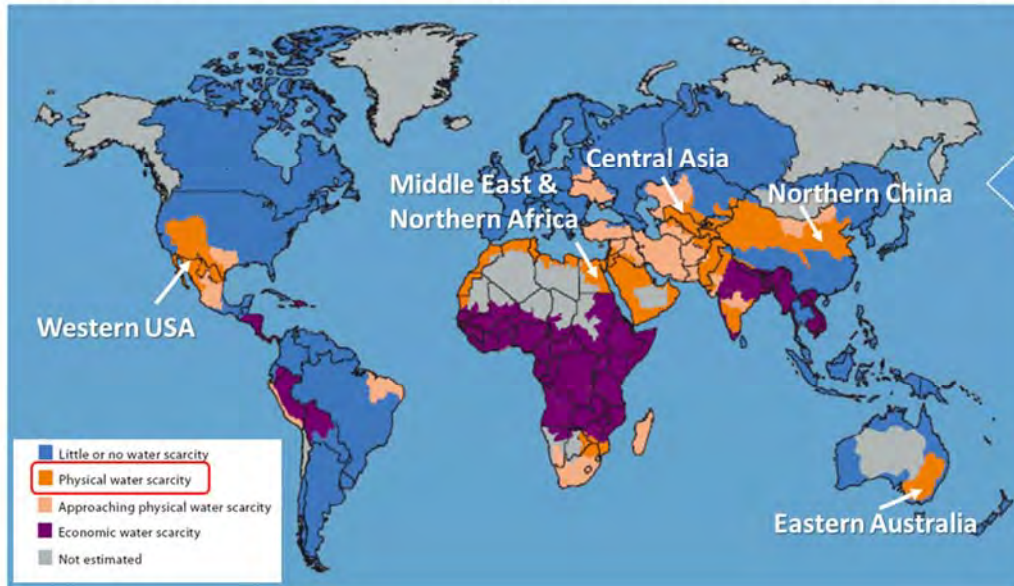 Central Asia
Middle East &
Northern Africa
Northern China
Western USA
Little or no water scarcity
Physical water scarcity
Approaching physical water scarcity
Economic water scarcity
Not estimated
Eastern Australia